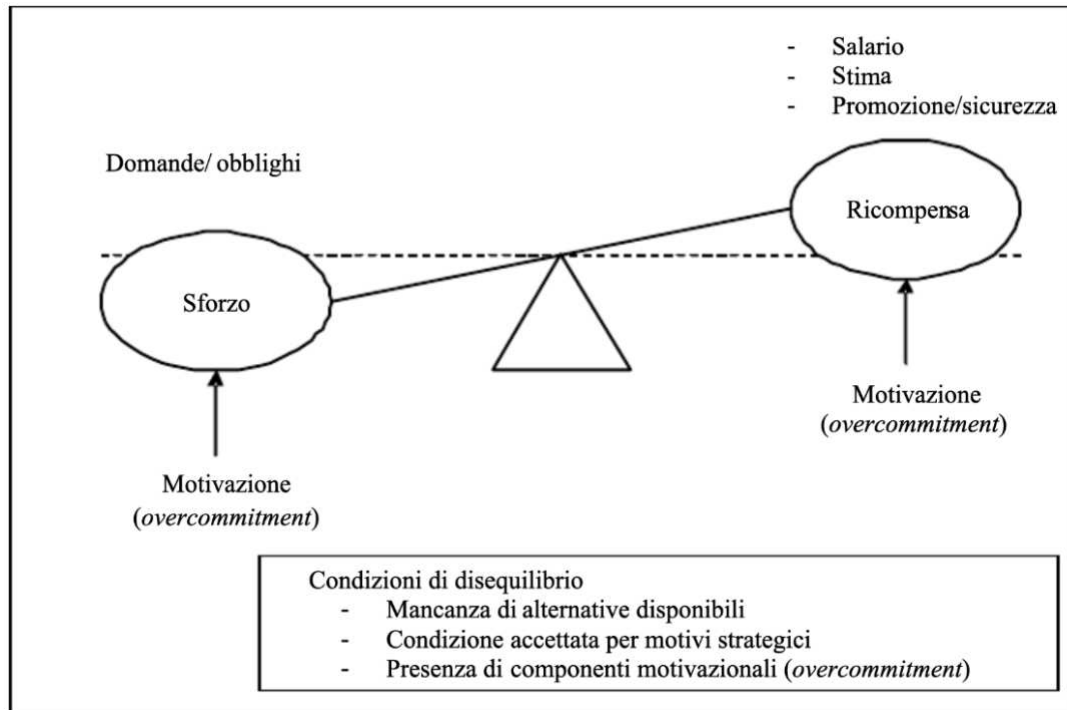 - Salario
- Stima
- Promozione/sicurezza
Domande/ obblighi
Ricompensa
Sforzo
Motivazione
(overcommitment)
Motivazione
(overcommitment)
Condizioni di disequilibrio
- Mancanza di alternative disponibili
- Condizione accettata per motivi strategici
- Presenza di componenti motivazionali (overcommitment)